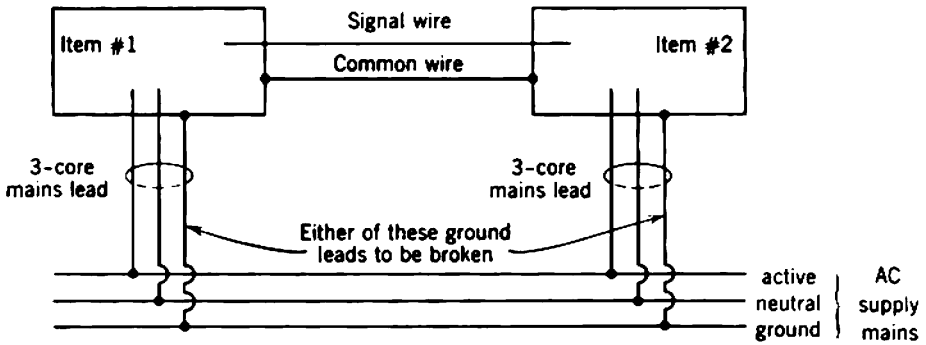 Signal wire
Item #1
Item #2
Common wire
3-core
mains lead
3-core
mains lead
Either of these ground
leads to be broken
active
neutral
ground
AC
supply
mains